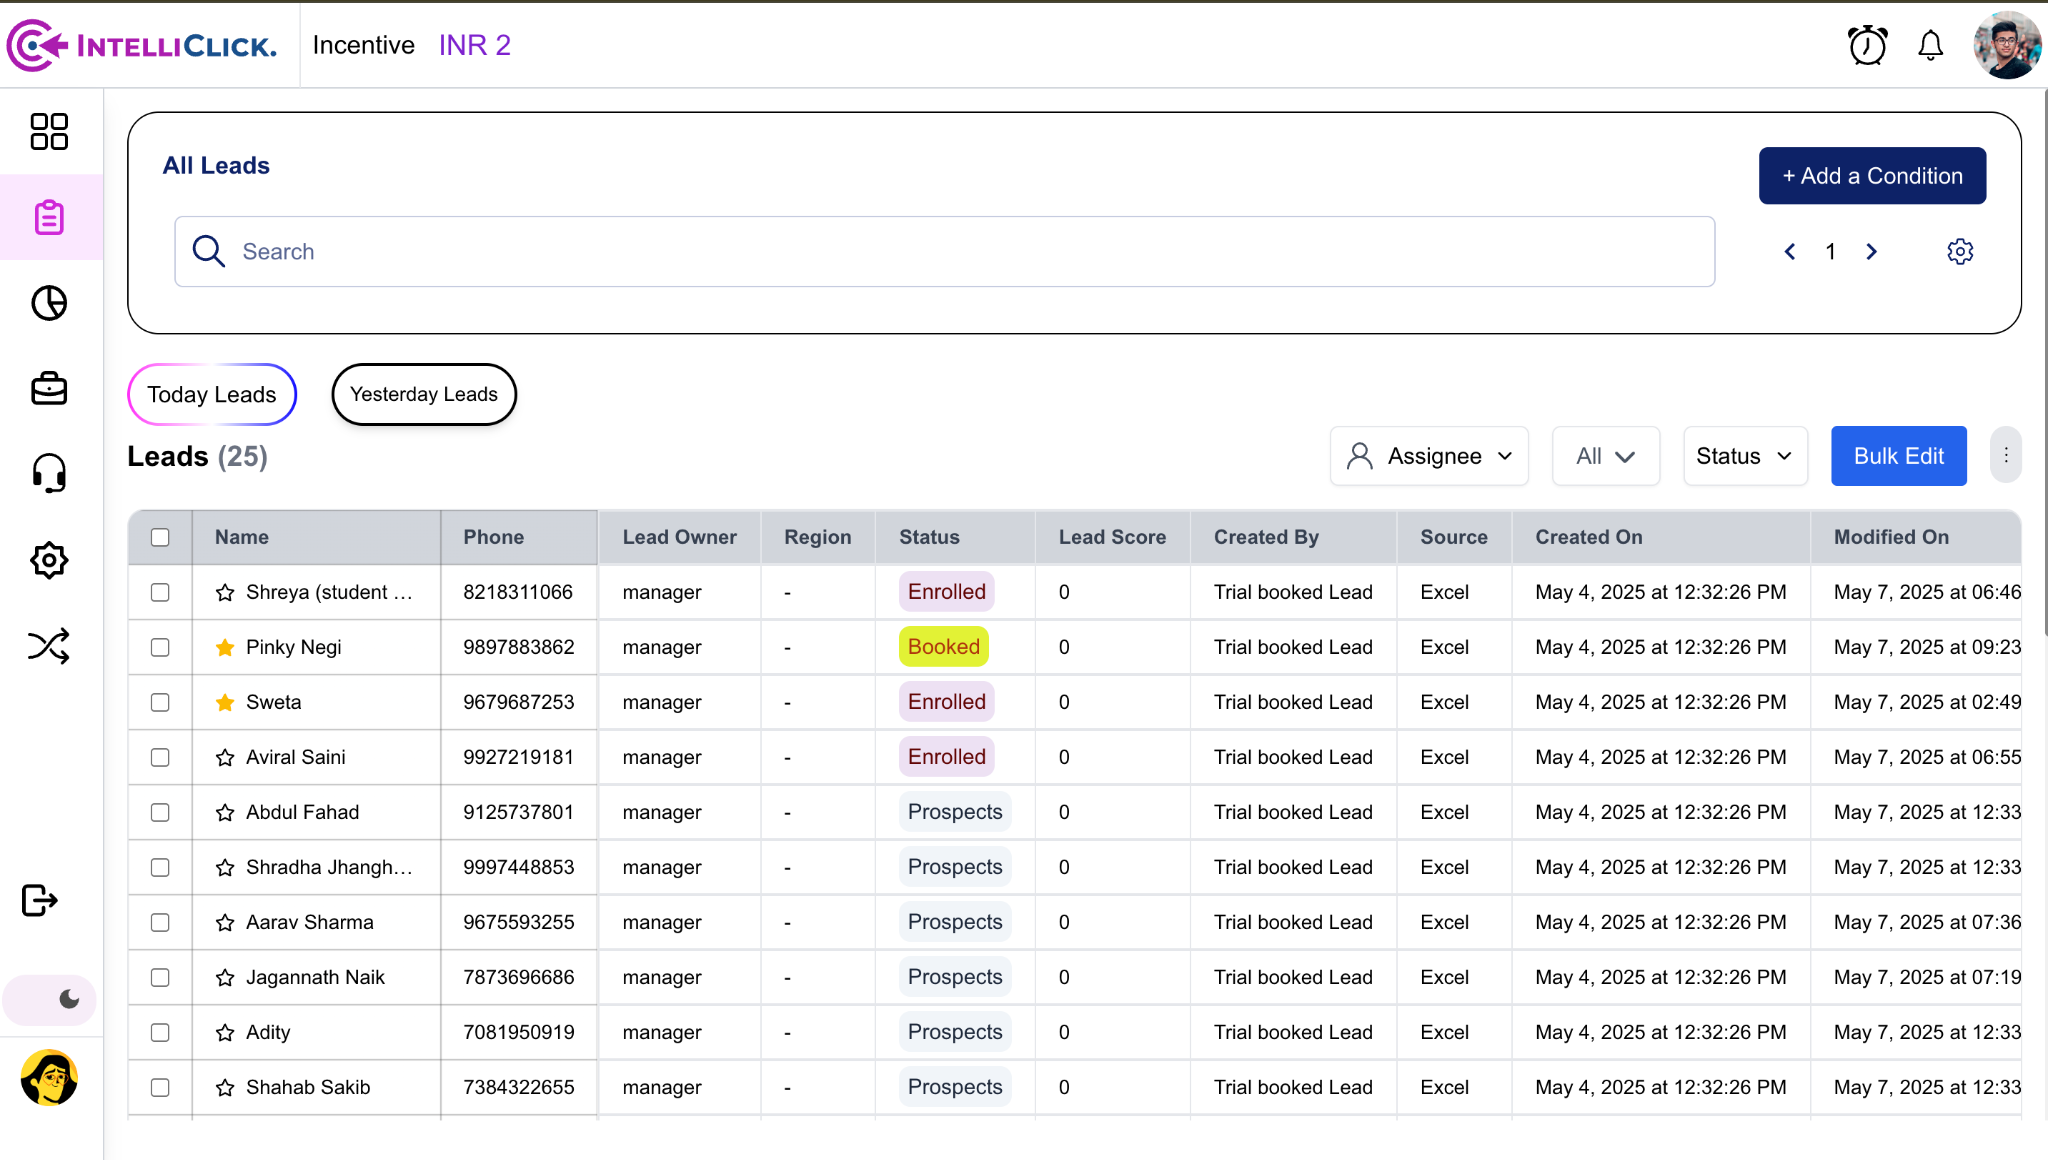 INTELLICLICK.
Incentive INR 2
All Leads
+ Add a Condition
Search
1
Today Leads
Yesterday Leads
Leads (25)
Assignee
All
Status
Bulk Edit
Name Phone Lead Owner Region Status Lead Score Created By Source Created On Modified On
Shreya (student ... 8218311066 manager - Enrolled 0 Trial booked Lead Excel May 4, 2025 at 12:32:26 PM May 7, 2025 at 06:46
Pinky Negi 9897883862 manager - Booked 0 Trial booked Lead Excel May 4, 2025 at 12:32:26 PM May 7, 2025 at 09:23
Sweta 9679687253 manager - Enrolled 0 Trial booked Lead Excel May 4, 2025 at 12:32:26 PM May 7, 2025 at 02:49
Aviral Saini 9927219181 manager - Enrolled 0 Trial booked Lead Excel May 4, 2025 at 12:32:26 PM May 7, 2025 at 06:55
Abdul Fahad 9125737801 manager - Prospects 0 Trial booked Lead Excel May 4, 2025 at 12:32:26 PM May 7, 2025 at 12:33
Shradha Jhangh... 9997448853 manager - Prospects 0 Trial booked Lead Excel May 4, 2025 at 12:32:26 PM May 7, 2025 at 12:33
Aarav Sharma 9675593255 manager - Prospects 0 Trial booked Lead Excel May 4, 2025 at 12:32:26 PM May 7, 2025 at 07:36
Jagannath Naik 7873696686 manager - Prospects 0 Trial booked Lead Excel May 4, 2025 at 12:32:26 PM May 7, 2025 at 07:19
Adity 7081950919 manager - Prospects 0 Trial booked Lead Excel May 4, 2025 at 12:32:26 PM May 7, 2025 at 12:33
Shahab Sakib 7384322655 manager - Prospects 0 Trial booked Lead Excel May 4, 2025 at 12:32:26 PM May 7, 2025 at 12:33